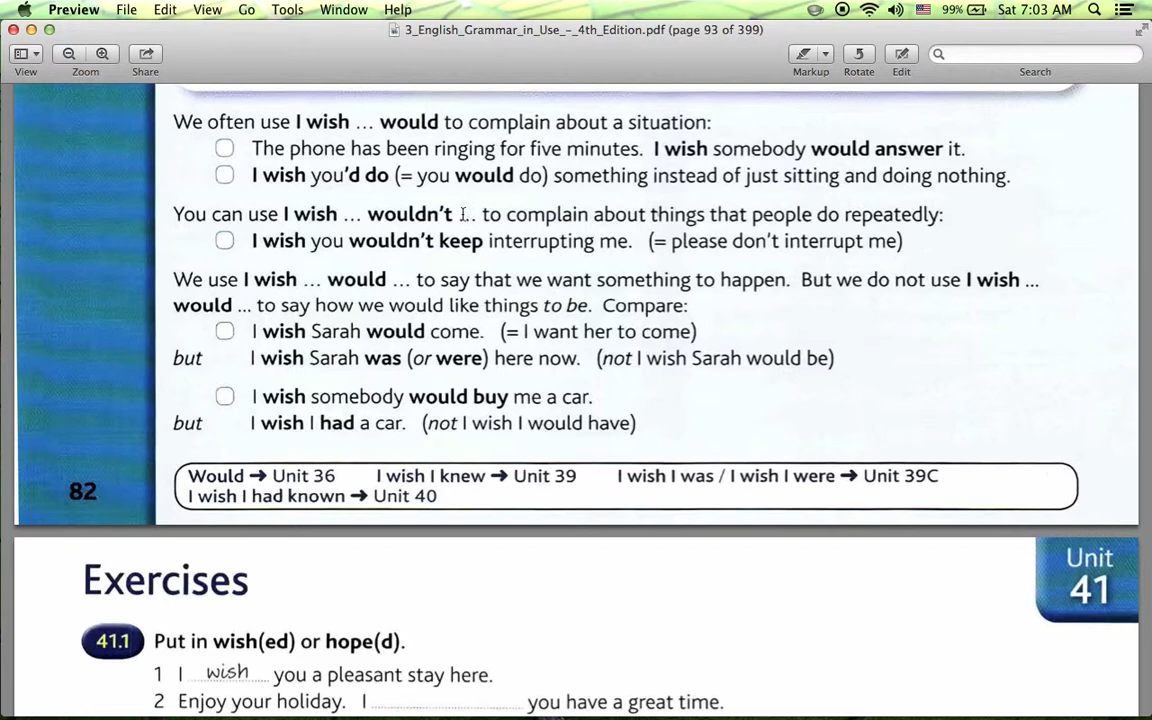 Preview File Edit View Go Tools Window Help 99% Sat 7:03 AM
3_English_Grammar_in_Use_-_4th_Edition.pdf (page 93 of 399)
View Zoom Share Markup Rotate Edit Search
We often use I wish ... would to complain about a situation:
The phone has been ringing for five minutes. I wish somebody would answer it.
I wish you'd do (= you would do) something instead of just sitting and doing nothing.
You can use I wish ... wouldn't ... to complain about things that people do repeatedly:
I wish you wouldn't keep interrupting me. (= please don't interrupt me)
We use I wish ... would ... to say that we want something to happen. But we do not use I wish ...
would ... to say how we would like things to be. Compare:
I wish Sarah would come. (= I want her to come)
but I wish Sarah was (or were) here now. (not I wish Sarah would be)
I wish somebody would buy me a car.
but I wish I had a car. (not I wish I would have)
Would → Unit 36 I wish I knew → Unit 39 I wish I was / I wish I were → Unit 39C
I wish I had known → Unit 40
82
Exercises
Unit
41
41.1 Put in wish(ed) or hope(d).
1 I wish you a pleasant stay here.
2 Enjoy your holiday. I you have a great time.